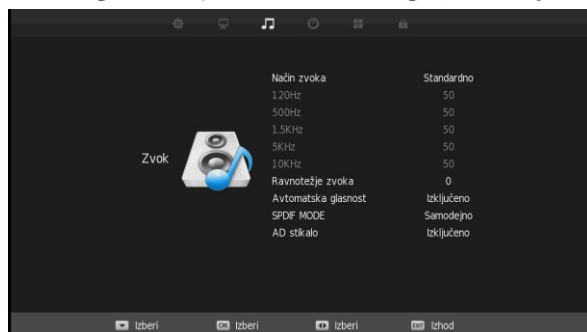 Način zvoka Standardno
120Hz 50
500Hz 50
1.5KHz 50
5KHz 50
10KHz 50
Zvok
Ravnotežje zvoka 0
Avtomatska glasnost Izključeno
SPDIF MODE Samodejno
AD stikalo Izključeno
Izberi OK Izberi Izberi EXIT Izhod